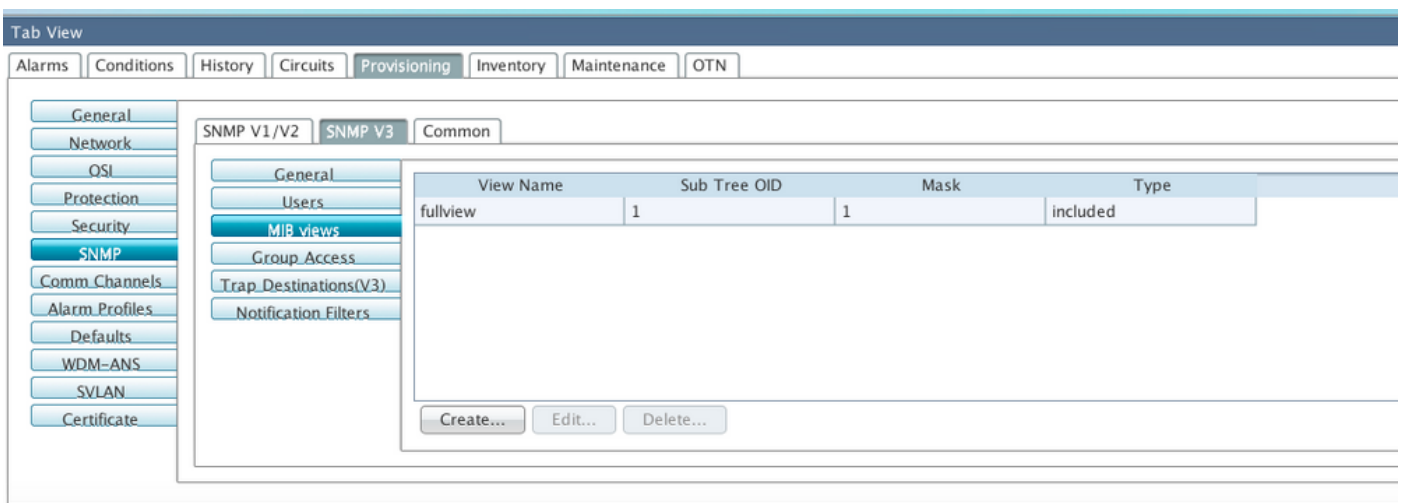 Tab View
Alarms Conditions History Circuits Provisioning Inventory Maintenance OTN
General
Network
OSI
Protection
Security
SNMP
Comm Channels
Alarm Profiles
Defaults
WDM-ANS
SVLAN
Certificate
SNMP V1/V2 SNMP V3 Common
General
Users
MIB views
Group Access
Trap Destinations(V3)
Notification Filters
View Name Sub Tree OID Mask Type
fullview 1 1 included
Create... Edit... Delete...